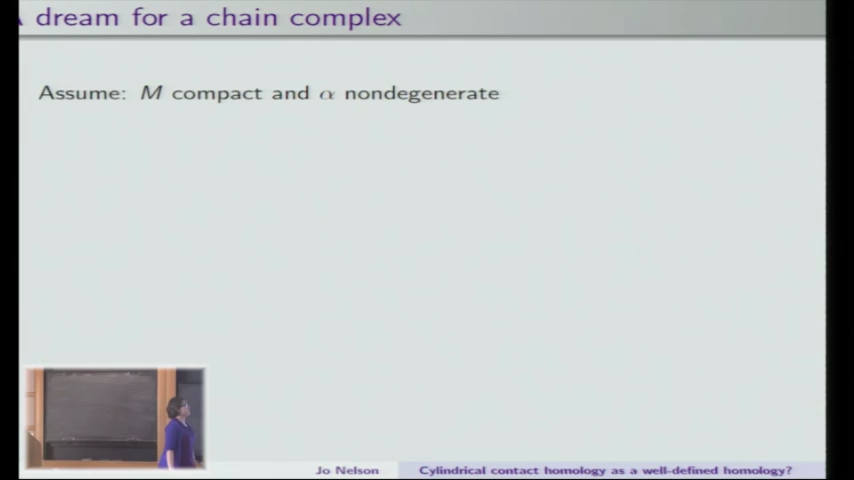 A dream for a chain complex
Assume: M compact and α nondegenerate
Jo Nelson
Cylindrical contact homology as a well-defined homology?